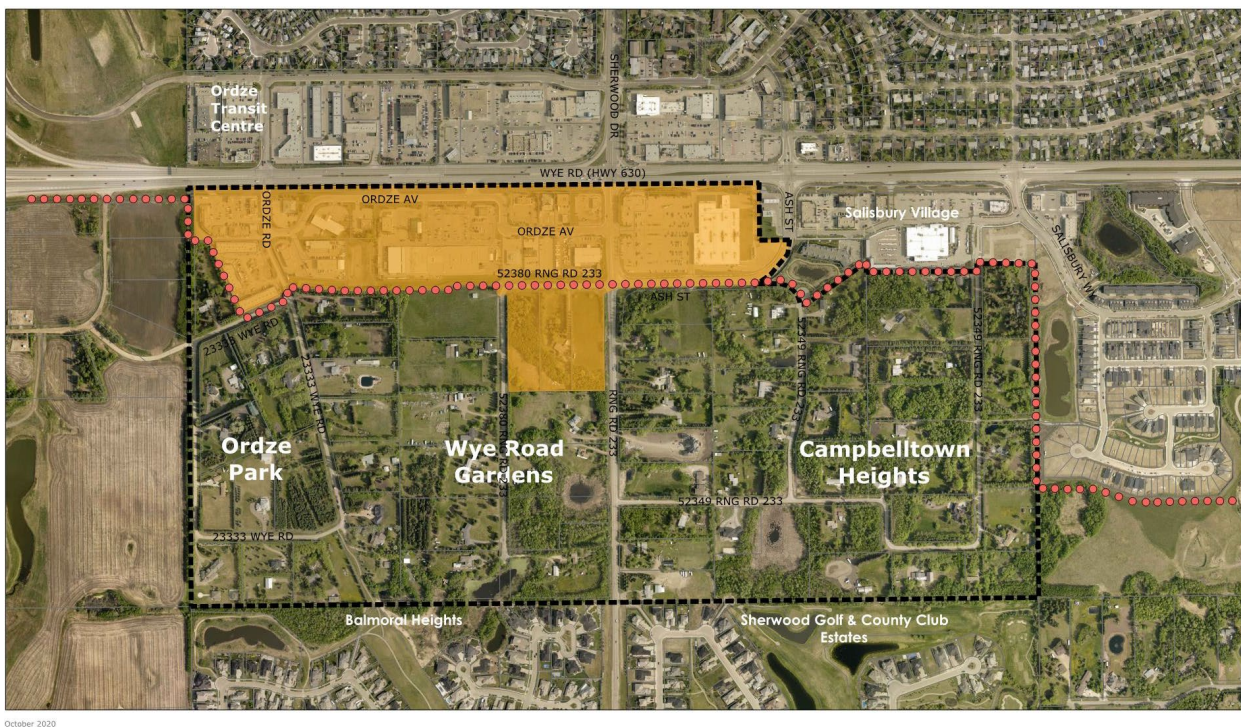 Ordze
Transit
Centre
SHERWOOD DR
WYE RD (HWY 630)
ORDZE RD
ORDZE AV
ORDZE AV
ASH ST
Salisbury Village
SALISBURY W
52380 RNG RD 233
ASH ST
23333 WYE RD
23333 WYE RD
RNG RD 233
52349 RNG RD 233
52349 RNG RD 233
Ordze
Park
Wye Road
Gardens
Campbelltown
Heights
52349 RNG RD 233
23333 WYE RD
Balmoral Heights
Sherwood Golf & County Club
Estates
October 2020